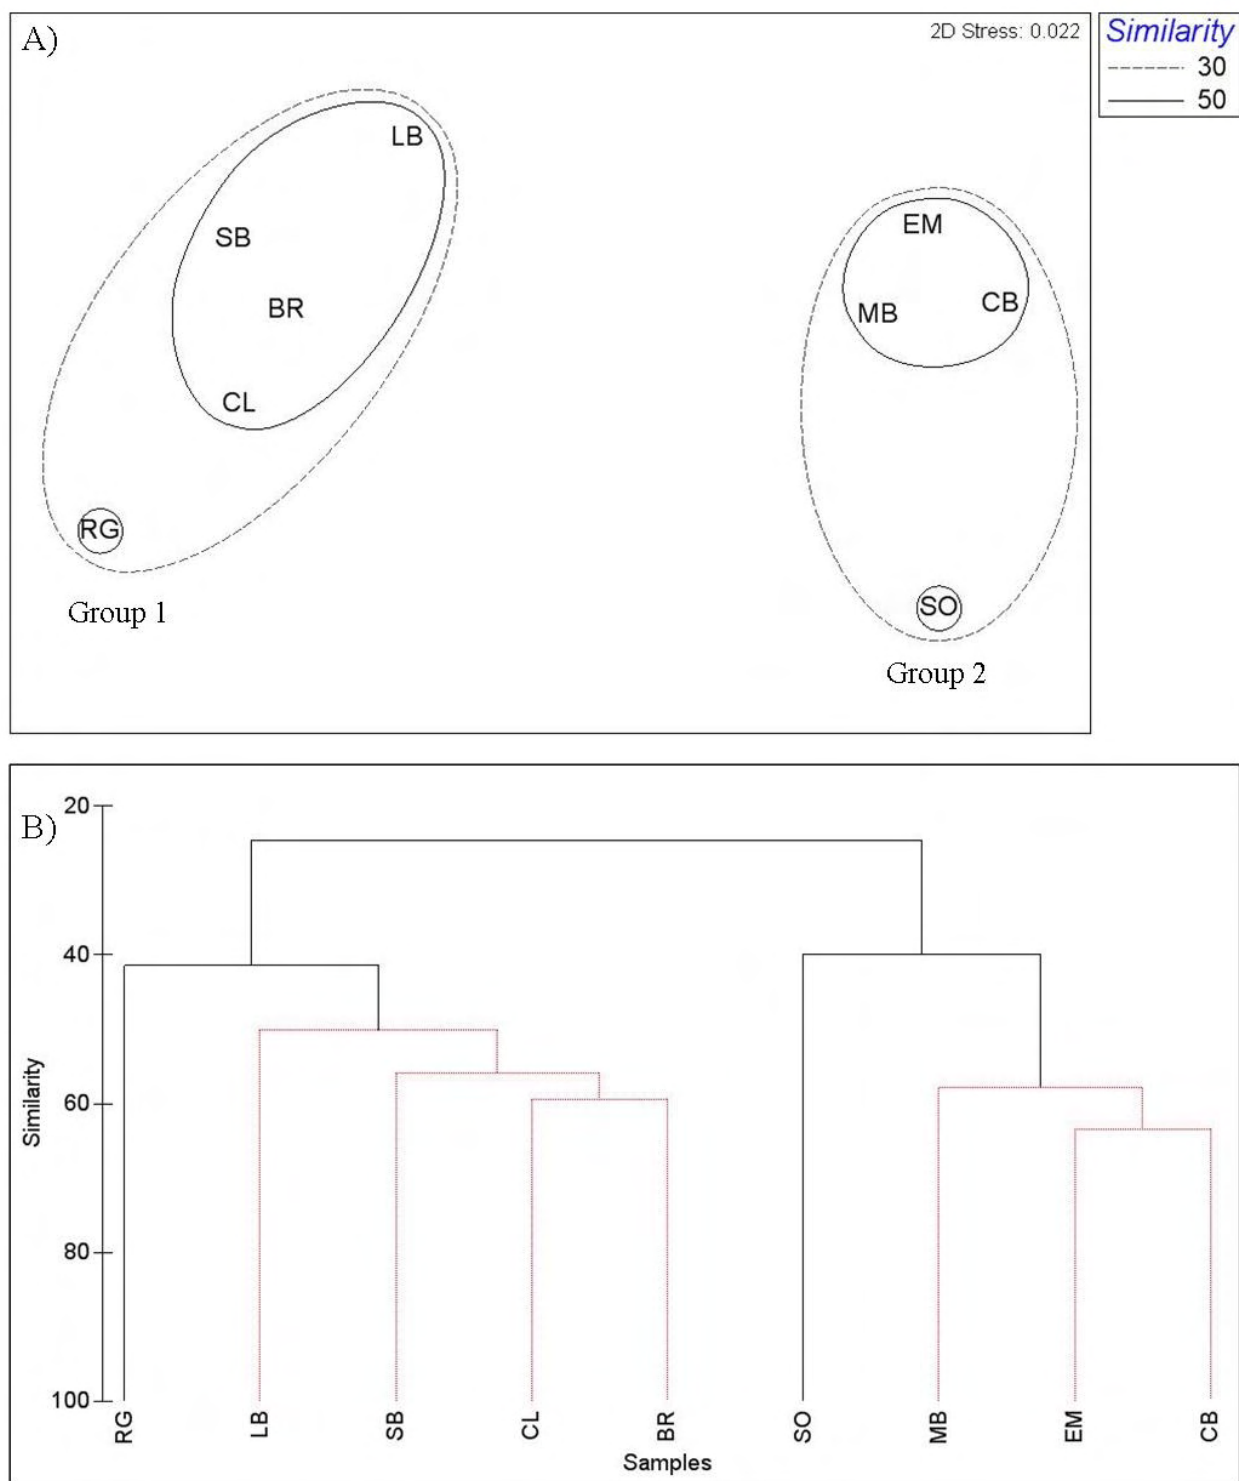 A)
2D Stress: 0.022
Similarity
30
50
LB
SB
BR
CL
RG
Group 1
EM
MB
CB
SO
Group 2
B)
20
40
60
80
100
Similarity
RG
LB
SB
CL
BR
SO
MB
EM
CB
Samples